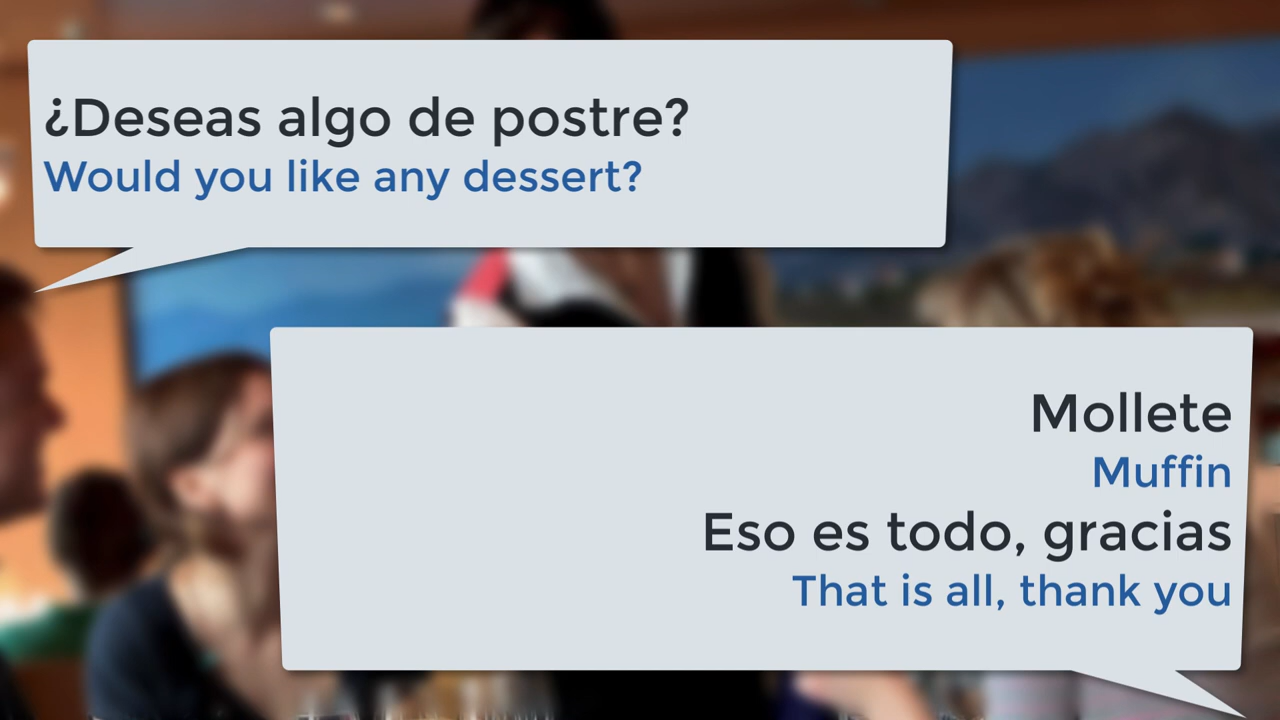 ¿Deseas algo de postre?
Would you like any dessert?
Mollete
Muffin
Eso es todo, gracias
That is all, thank you